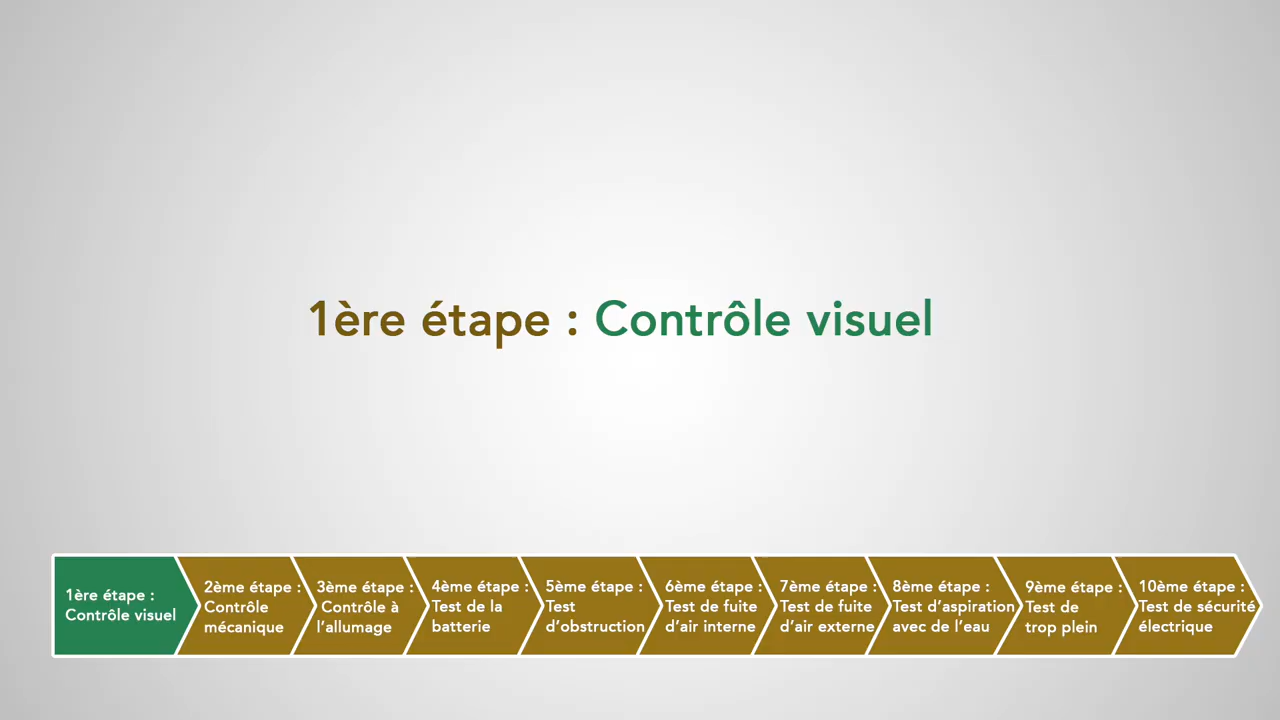 1ère étape : Contrôle visuel
1ère étape :
Contrôle visuel
2ème étape :
Contrôle
mécanique
3ème étape :
Contrôle à
l’allumage
4ème étape :
Test de la
batterie
5ème étape :
Test
d’obstruction
6ème étape :
Test de fuite
d’air interne
7ème étape :
Test de fuite
d’air externe
8ème étape :
Test d’aspiration
avec de l’eau
9ème étape :
Test de
trop plein
10ème étape :
Test de sécurité
électrique